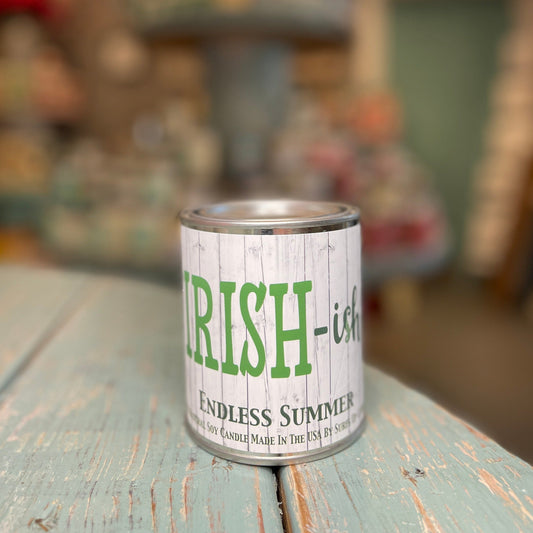 IRISH-ish
ENDLESS SUMMER
SOY CANDLE MADE IN THE USA BY